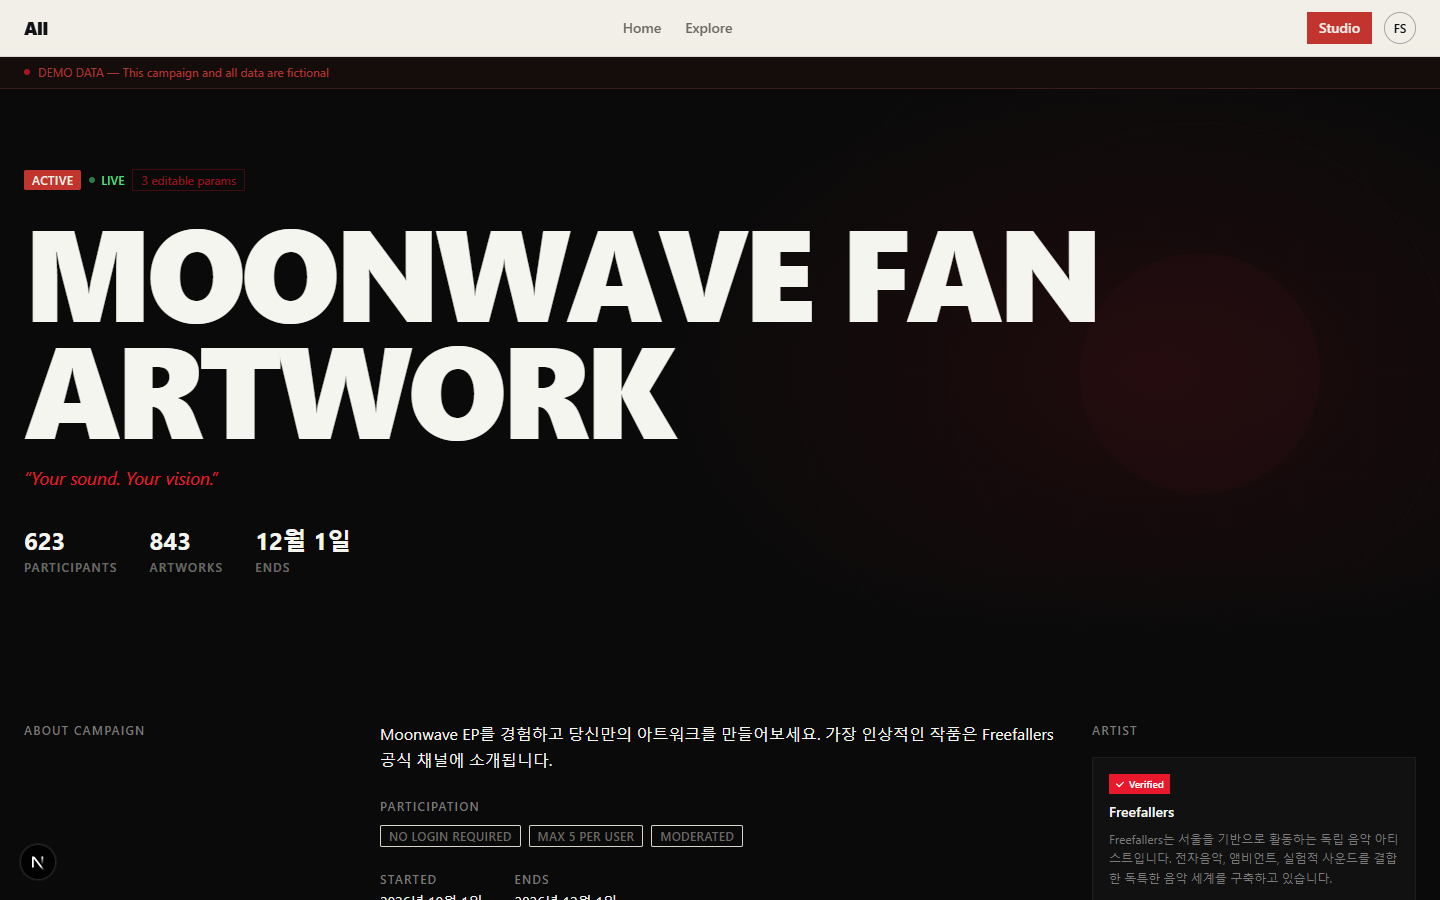 All
Home
Explore
Studio
FS
DEMO DATA — This campaign and all data are fictional
ACTIVE
LIVE
3 editable params
MOONWAVE FAN
ARTWORK
"Your sound. Your vision."
623
843
12월 1일
PARTICIPANTS
ARTWORKS
ENDS
ABOUT CAMPAIGN
Moonwave EP를 경험하고 당신만의 아트워크를 만들어보세요. 가장 인상적인 작품은 Freefallers
공식 채널에 소개됩니다.
PARTICIPATION
NO LOGIN REQUIRED
MAX 5 PER USER
MODERATED
STARTED
ENDS
ARTIST
Verified
Freefallers
Freefallers는 서울을 기반으로 활동하는 독립 음악 아티
스트입니다. 전자음악, 앰비언트, 실험적 사운드를 결합
한 독특한 음악 세계를 구축하고 있습니다.
N